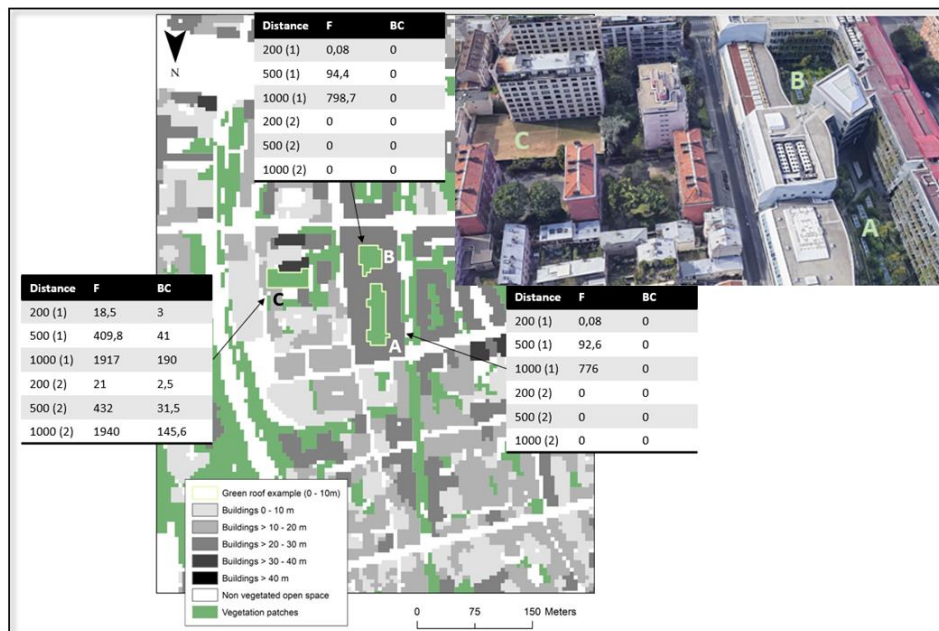 Distance F BC
200 (1) 0,08 0
500 (1) 94,4 0
1000 (1) 798,7 0
200 (2) 0 0
500 (2) 0 0
1000 (2) 0 0
N
B
C
A
B
C
A
Distance F BC
200 (1) 18,5 3
500 (1) 409,8 41
1000 (1) 1917 190
200 (2) 21 2,5
500 (2) 432 31,5
1000 (2) 1940 145,6
Distance F BC
200 (1) 0,08 0
500 (1) 92,6 0
1000 (1) 776 0
200 (2) 0 0
500 (2) 0 0
1000 (2) 0 0
Green roof example (0 - 10m)
Buildings 0 - 10 m
Buildings > 10 - 20 m
Buildings > 20 - 30 m
Buildings > 30 - 40 m
Buildings > 40 m
Non vegetated open space
Vegetation patches
0 75 150 Meters